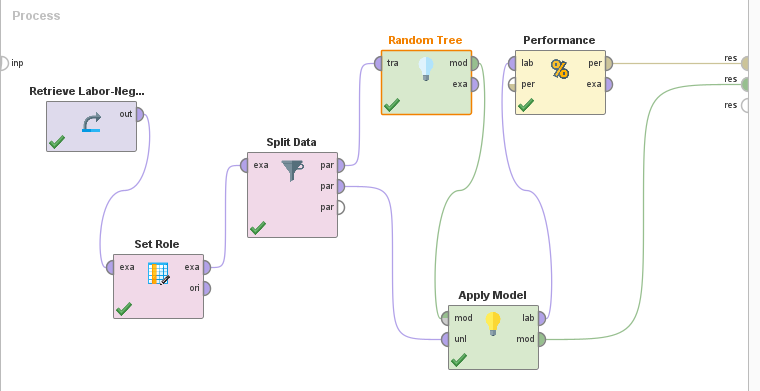 Process
inp
Retrieve Labor-Neg...
out
Set Role
exa
exa
ori
Split Data
exa
par
par
par
Random Tree
tra
mod
exa
Performance
%
lab
per
per
exa
Apply Model
mod
lab
unl
mod
res
res
res